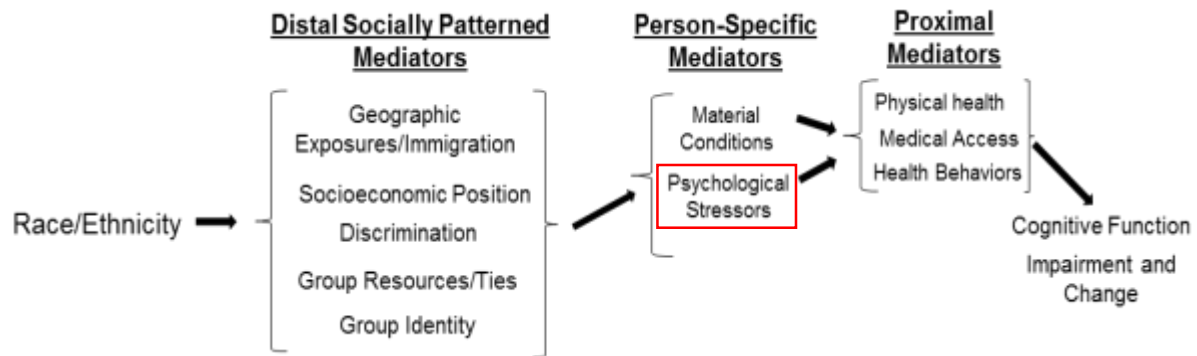 Distal Socially Patterned
Mediators
Person-Specific
Mediators
Proximal
Mediators
Race/Ethnicity
Geographic
Exposures/Immigration
Socioeconomic Position
Discrimination
Group Resources/Ties
Group Identity
Material
Conditions
Psychological
Stressors
Physical health
Medical Access
Health Behaviors
Cognitive Function
Impairment and
Change